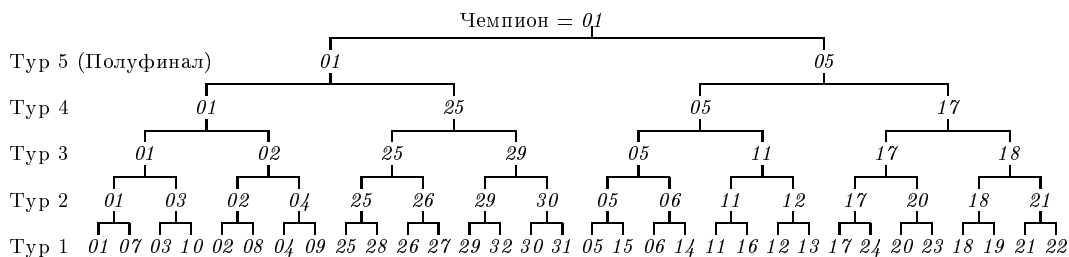 Чемпион = 01
Тур 5 (Полуфинал) 01 05
Тур 4 01 25 05 17
Тур 3 01 02 25 29 05 11 17 18
Тур 2 01 03 02 04 25 26 29 30 05 06 11 12 17 20 18 21
Тур 1 01 07 03 10 02 08 04 09 25 28 26 27 29 32 30 31 05 15 06 14 11 16 12 13 17 24 20 23 18 19 21 22